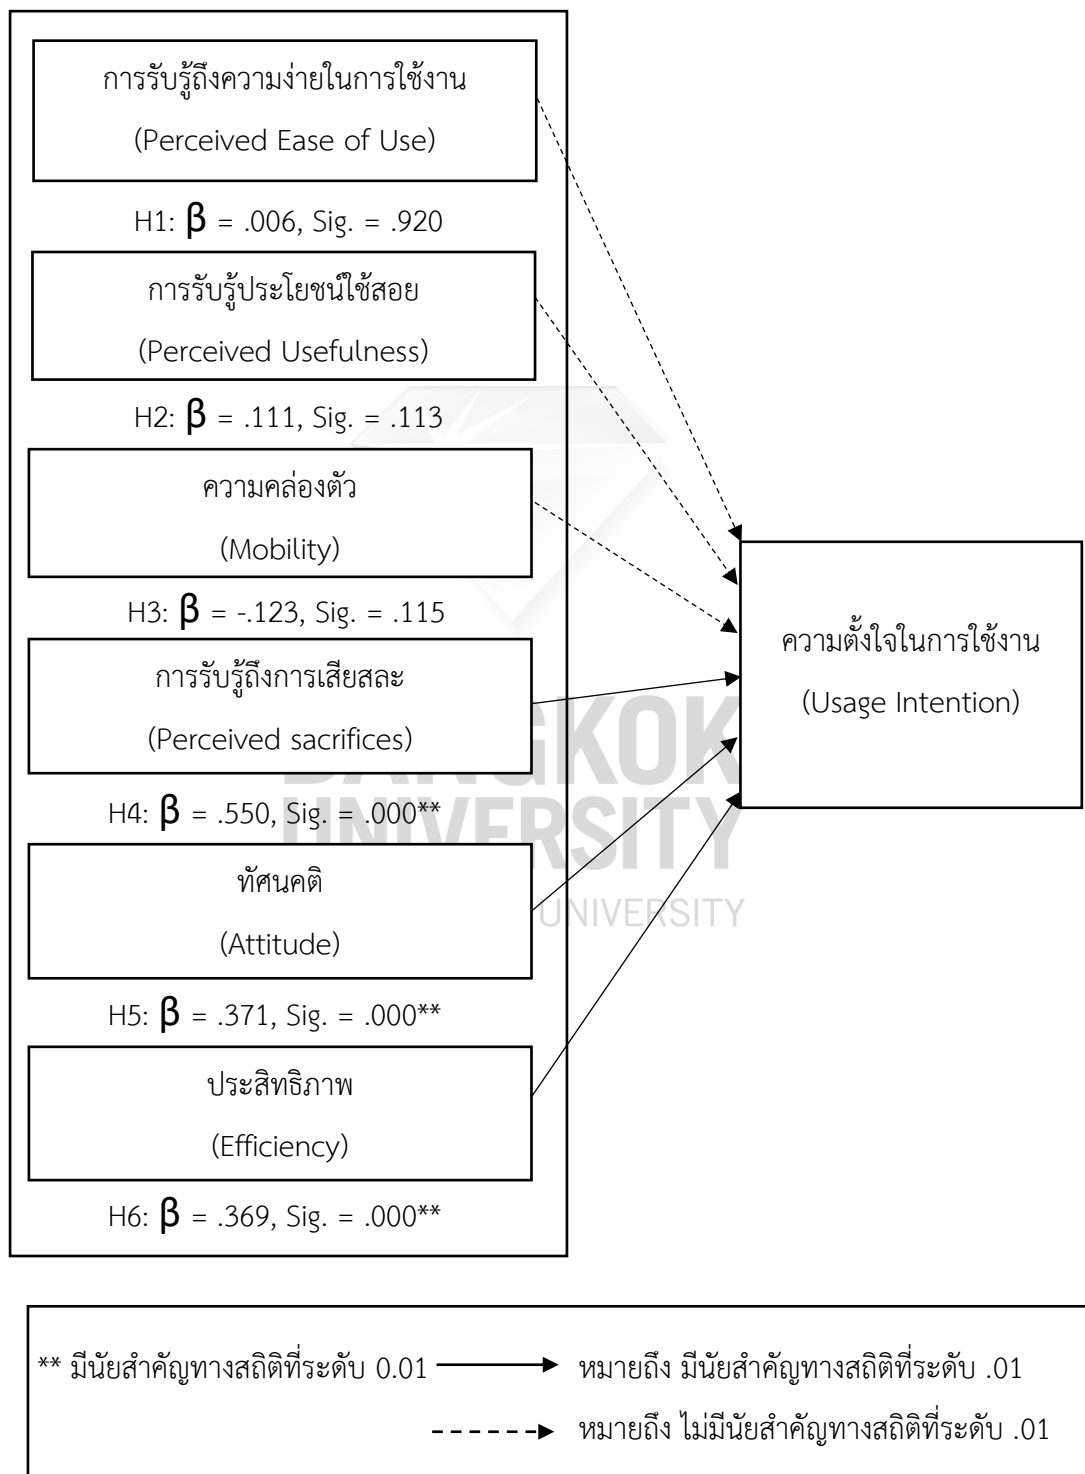 การรับรู้ถึงความง่ายในการใช้งาน
(Perceived Ease of Use)
H1: β = .006, Sig. = .920
การรับรู้ประโยชน์ใช้สอย
(Perceived Usefulness)
H2: β = .111, Sig. = .113
ความคล่องตัว
(Mobility)
H3: β = -.123, Sig. = .115
การรับรู้ถึงการเสียสละ
(Perceived sacrifices)
H4: β = .550, Sig. = .000**
ทัศนคติ
(Attitude)
H5: β = .371, Sig. = .000**
ประสิทธิภาพ
(Efficiency)
H6: β = .369, Sig. = .000**
ความตั้งใจในการใช้งาน
(Usage Intention)
BANGKOK
UNIVERSITY
UNIVERSITY
** มีนัยสำคัญทางสถิติที่ระดับ 0.01 หมายถึง มีนัยสำคัญทางสถิติที่ระดับ .01
หมายถึง ไม่มีนัยสำคัญทางสถิติที่ระดับ .01